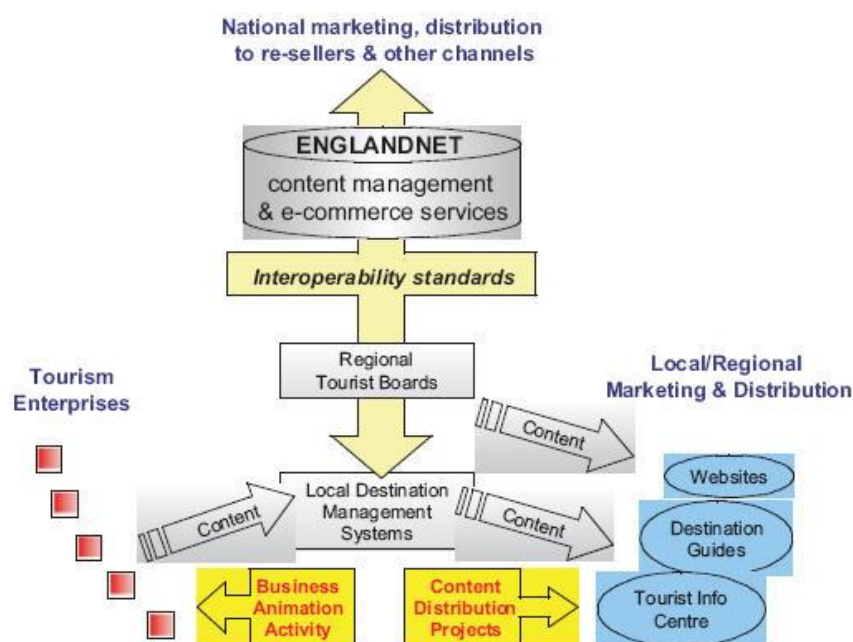 National marketing, distribution
to re-sellers & other channels
ENGLANDNET
content management
& e-commerce services
Interoperability standards
Regional
Tourist Boards
Tourism
Enterprises
Local/Regional
Marketing & Distribution
Content
Websites
Content
Local Destination
Management
Systems
Content
Destination
Guides
Business
Animation
Activity
Content
Distribution
Projects
Tourist Info
Centre